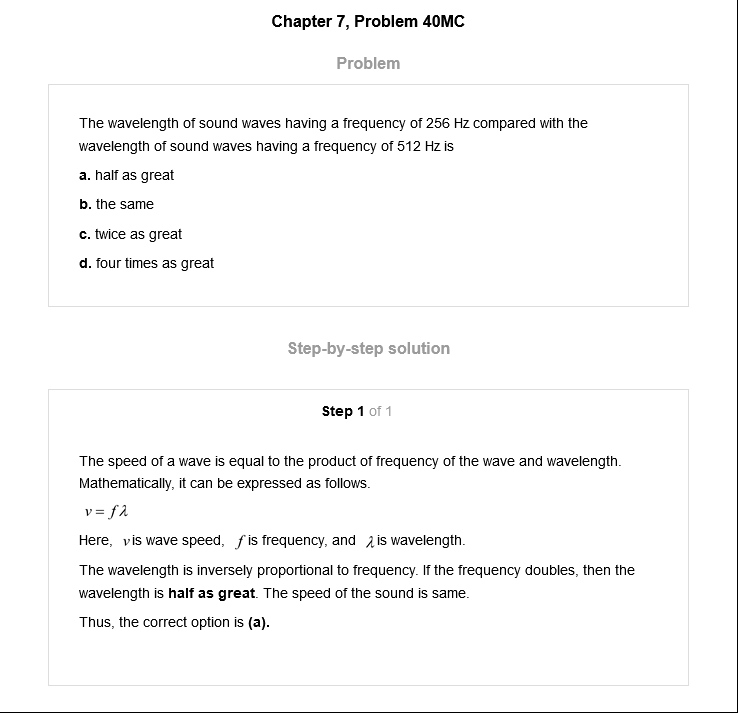 Chapter 7, Problem 40MC
Problem
The wavelength of sound waves having a frequency of 256 Hz compared with the
wavelength of sound waves having a frequency of 512 Hz is
a. half as great
b. the same
c. twice as great
d. four times as great
Step-by-step solution
Step 1 of 1
The speed of a wave is equal to the product of frequency of the wave and wavelength.
Mathematically, it can be expressed as follows.
v = fλ
Here, v is wave speed, f is frequency, and λ is wavelength.
The wavelength is inversely proportional to frequency. If the frequency doubles, then the
wavelength is half as great. The speed of the sound is same.
Thus, the correct option is (a).